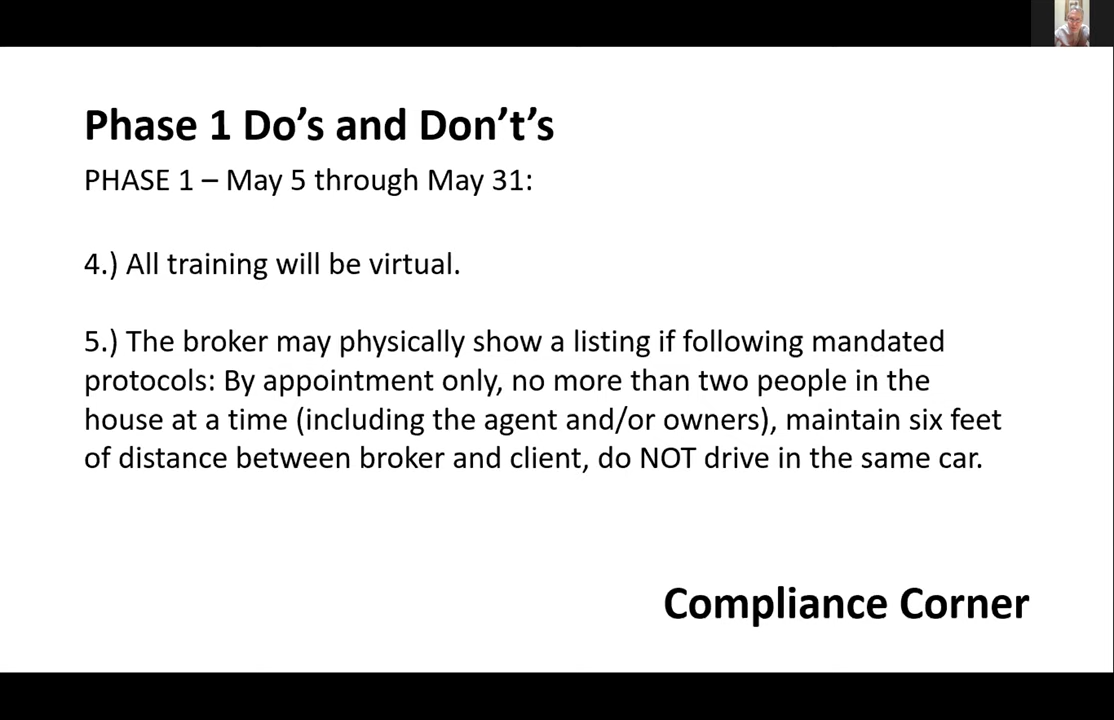 Phase 1 Do’s and Don’t’s
PHASE 1 – May 5 through May 31:
4.) All training will be virtual.
5.) The broker may physically show a listing if following mandated
protocols: By appointment only, no more than two people in the
house at a time (including the agent and/or owners), maintain six feet
of distance between broker and client, do NOT drive in the same car.
Compliance Corner